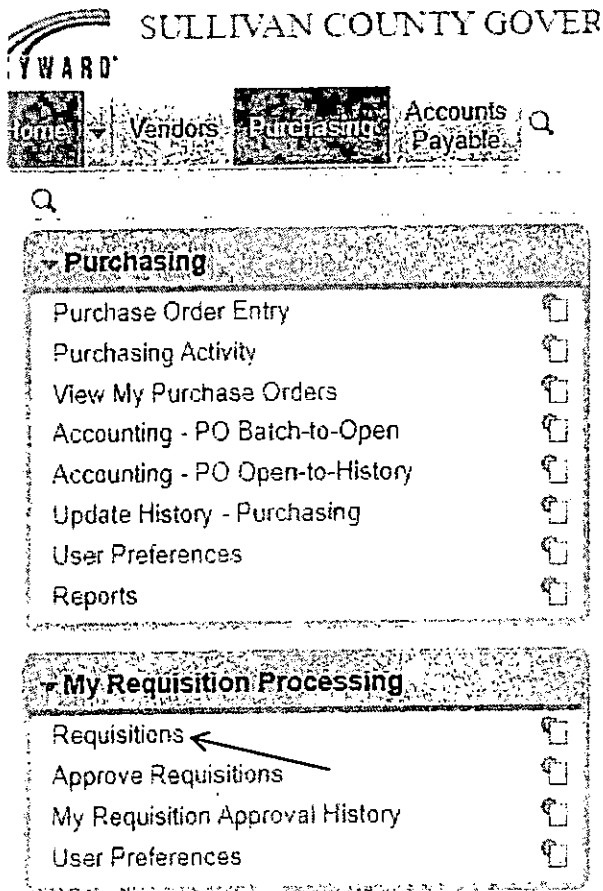 SULLIVAN COUNTY GOVER
YWARD
ome
Vendors
Purchasing
Accounts
Payable
Purchasing
Purchase Order Entry
Purchasing Activity
View My Purchase Orders
Accounting - PO Batch-to-Open
Accounting - PO Open-to-History
Update History - Purchasing
User Preferences
Reports
My Requisition Processing
Requisitions
Approve Requisitions
My Requisition Approval History
User Preferences